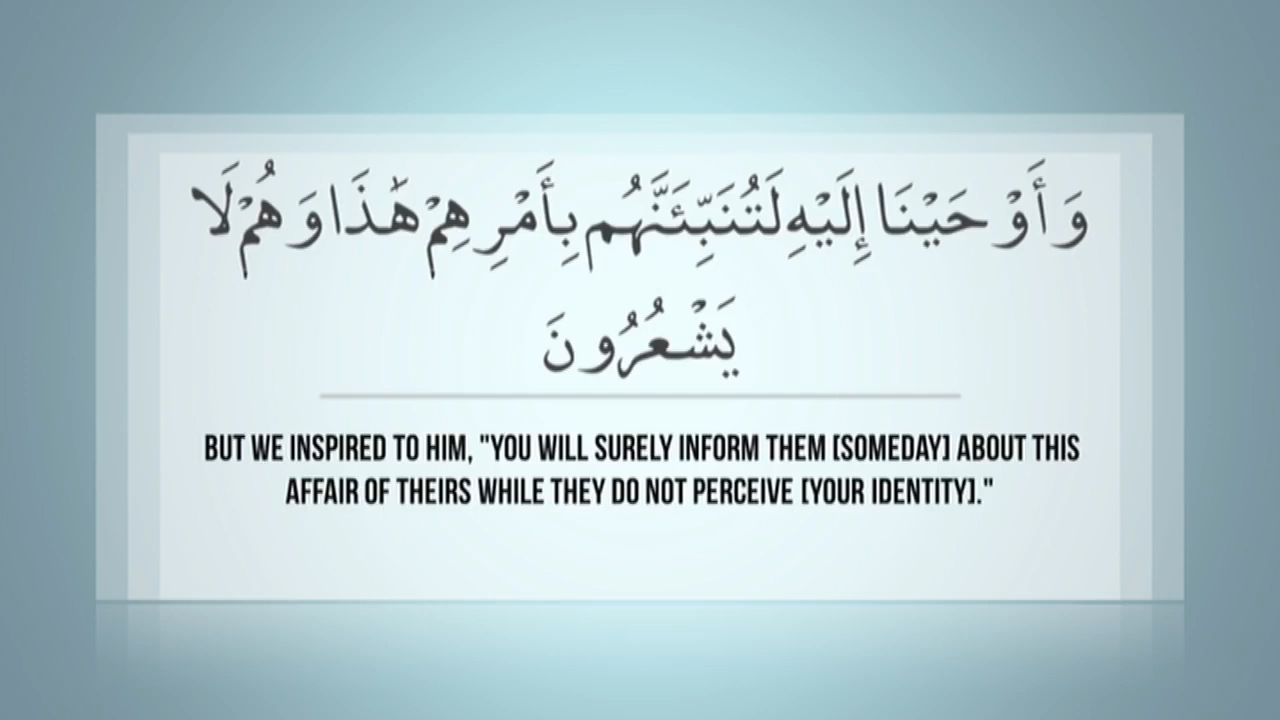 وَأَوْحَيْنَا إِلَيْهِ لَتُنَبِّئَنَّهُم بِأَمْرِهِمْ هَٰذَا وَهُمْ لَا
يَشْعُرُونَ
BUT WE INSPIRED TO HIM, "YOU WILL SURELY INFORM THEM [SOMEDAY] ABOUT THIS
AFFAIR OF THEIRS WHILE THEY DO NOT PERCEIVE [YOUR IDENTITY]."